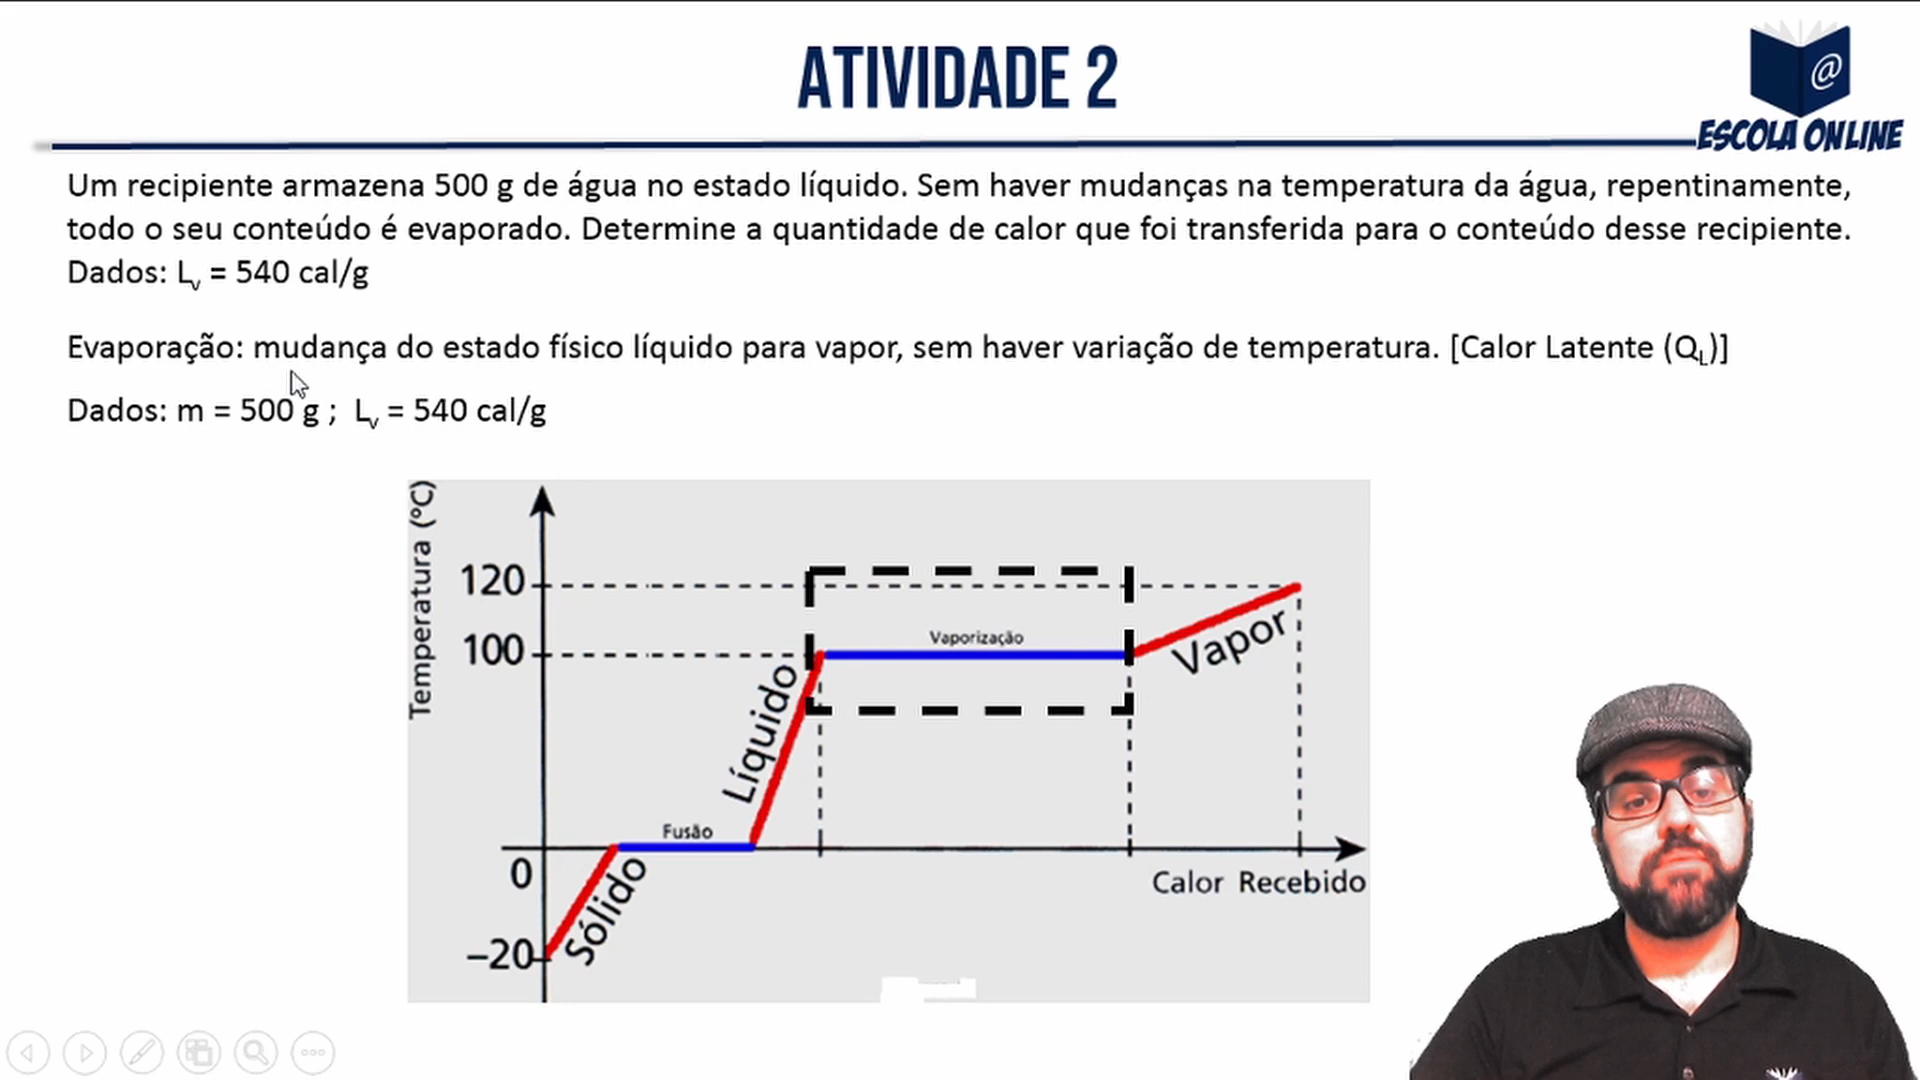 ATIVIDADE 2
@
ESCOLA ONLINE
Um recipiente armazena 500 g de água no estado líquido. Sem haver mudanças na temperatura da água, repentinamente,
todo o seu conteúdo é evaporado. Determine a quantidade de calor que foi transferida para o conteúdo desse recipiente.
Dados: Lv = 540 cal/g
Evaporação: mudança do estado físico líquido para vapor, sem haver variação de temperatura. [Calor Latente (QL)]
Dados: m = 500 g ; Lv = 540 cal/g
Temperatura (ºC)
120
100
0
–20
Sólido
Fusão
Líquido
Vaporização
Vapor
Calor Recebido